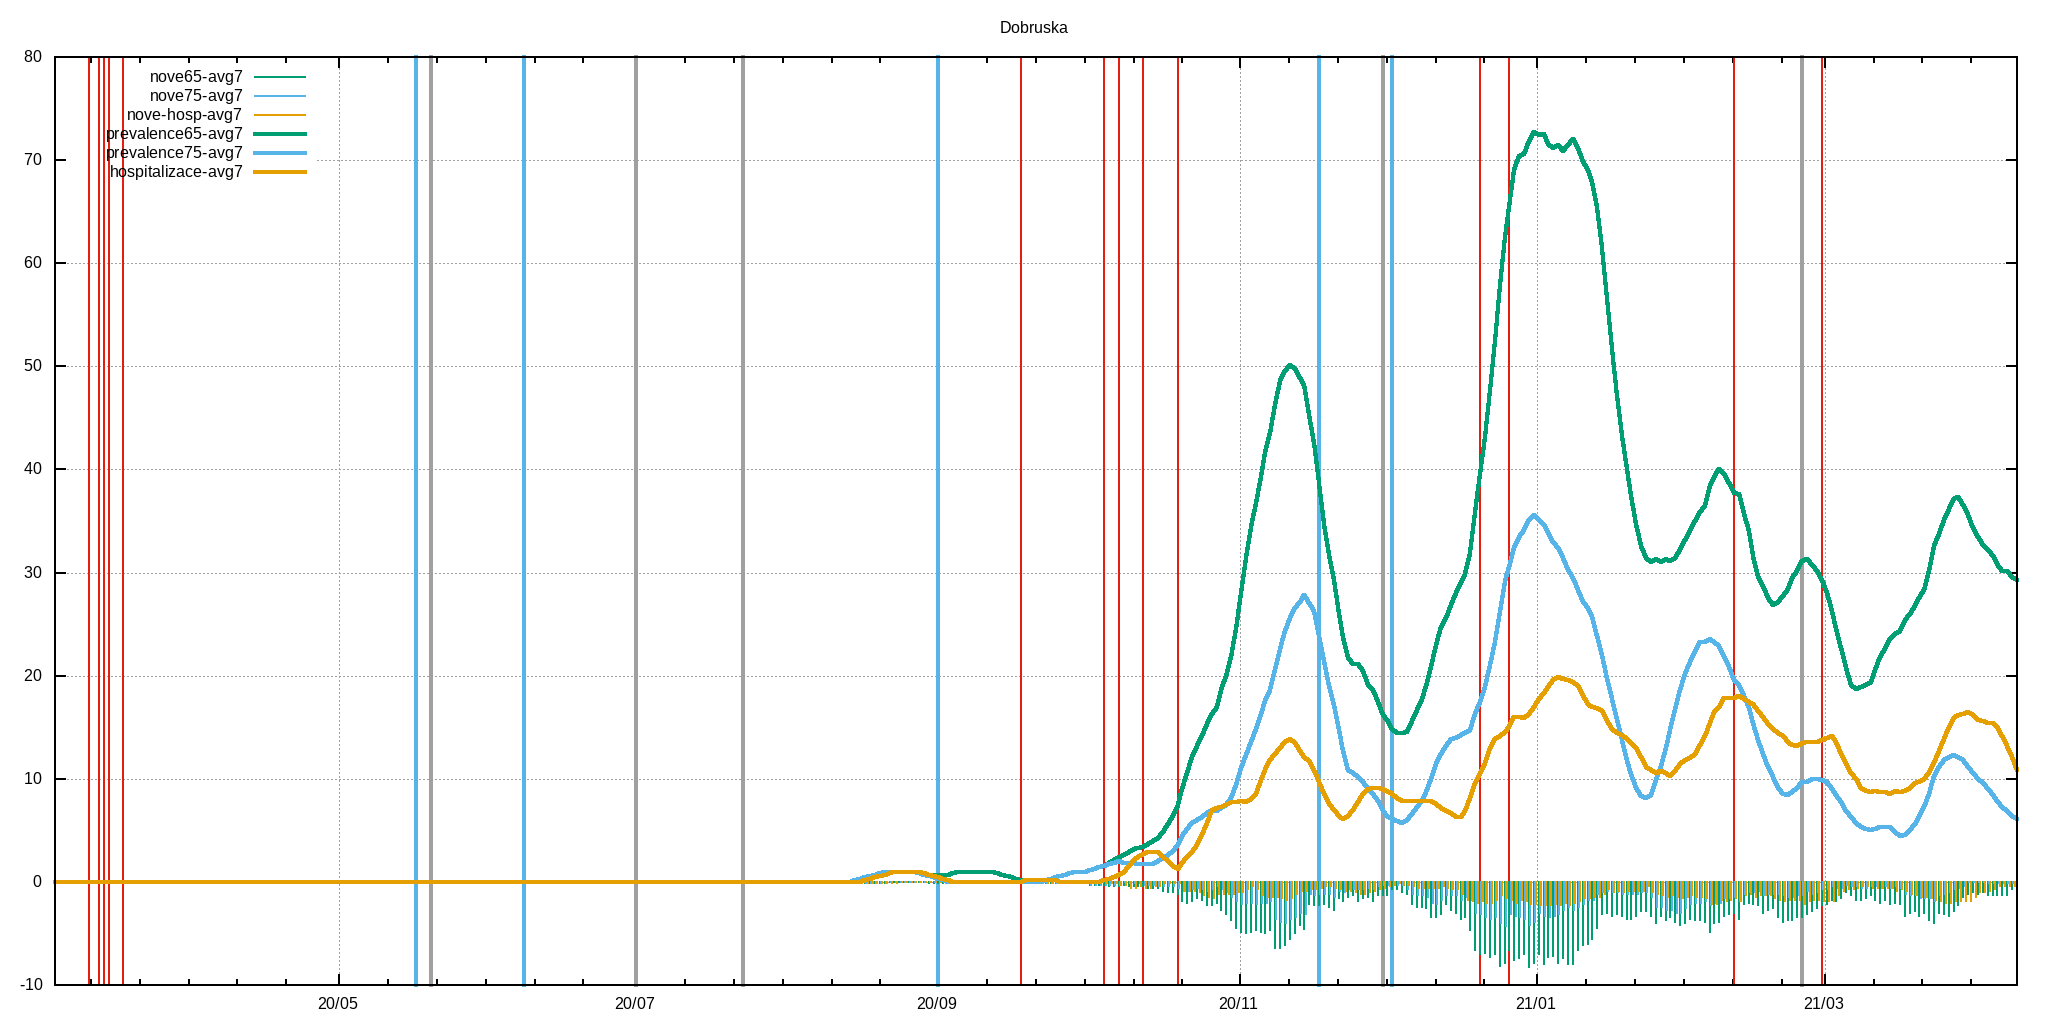 Dobruska
80
70
60
50
40
30
20
10
0
-10
nove65-avg7
nove75-avg7
nove-hosp-avg7
prevalence65-avg7
prevalence75-avg7
hospitalizace-avg7
20/05 20/07 20/09 20/11 21/01 21/03